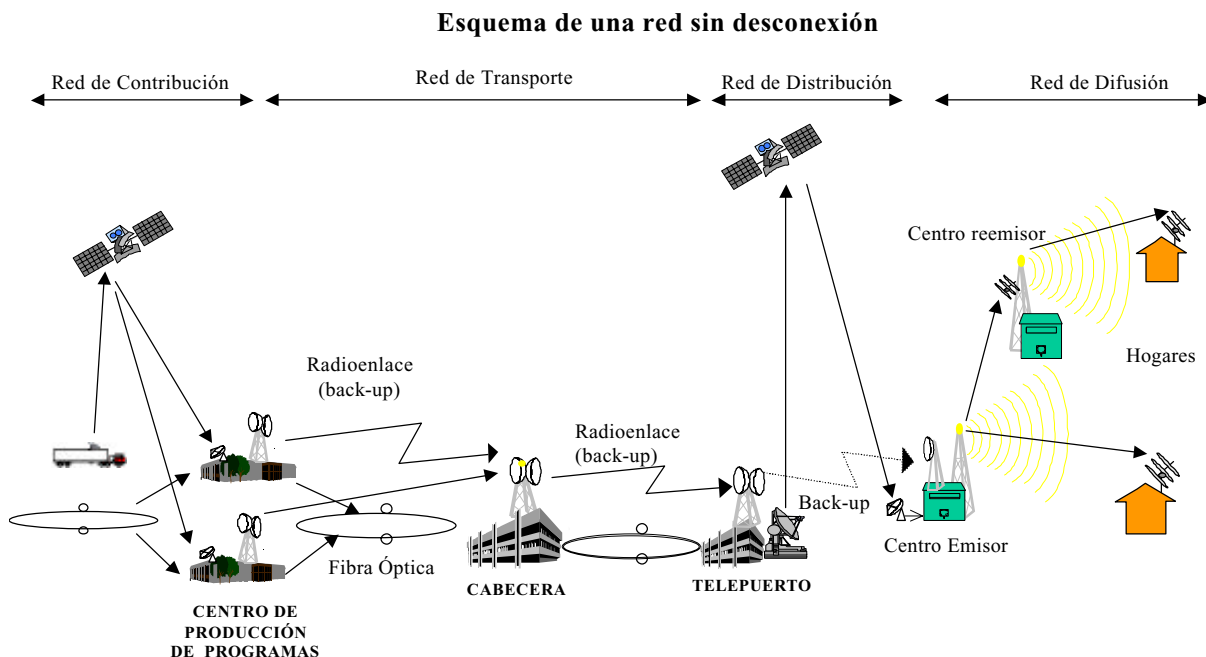 Esquema de una red sin desconexión
Red de Contribución
Red de Transporte
Red de Distribución
Red de Difusión
Centro reemisor
Hogares
Radioenlace
(back-up)
Radioenlace
(back-up)
Back-up
Centro Emisor
Fibra Óptica
CABECERA
TELEPUERTO
CENTRO DE
PRODUCCIÓN
DE PROGRAMAS